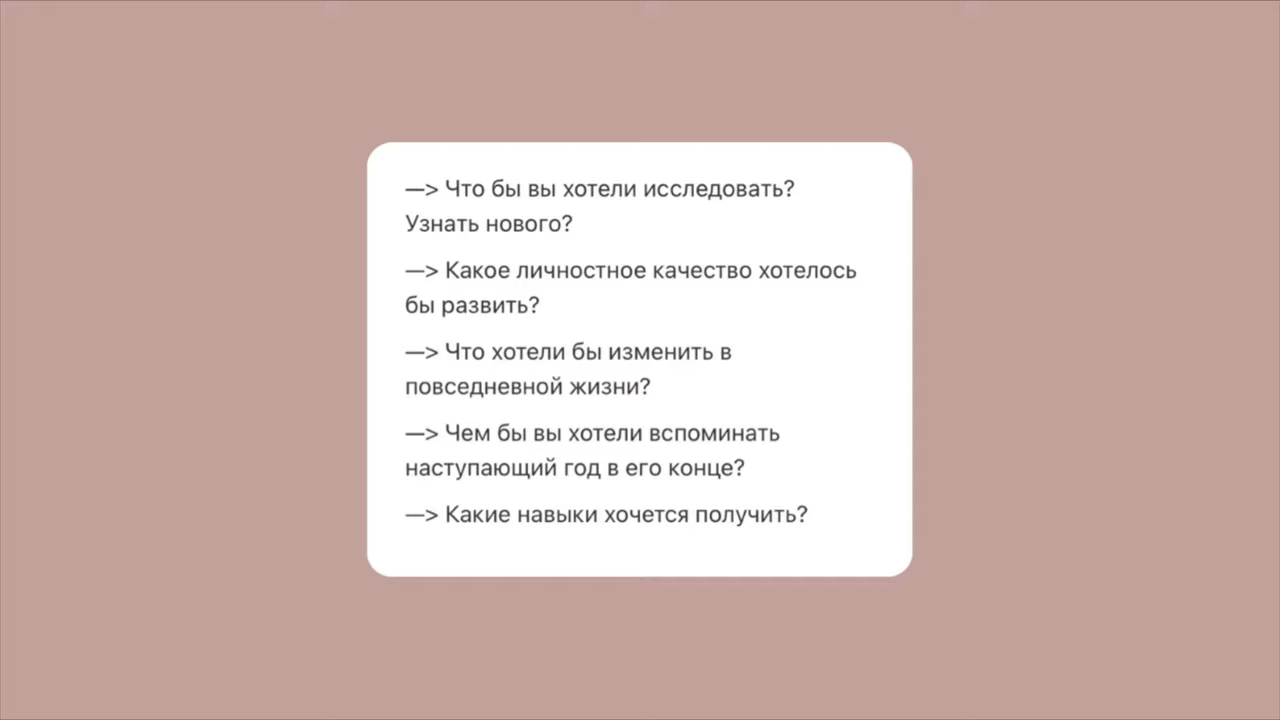 —> Что бы вы хотели исследовать?
Узнать нового?
—> Какое личностное качество хотелось
бы развить?
—> Что хотели бы изменить в
повседневной жизни?
—> Чем бы вы хотели вспоминать
наступающий год в его конце?
—> Какие навыки хочется получить?